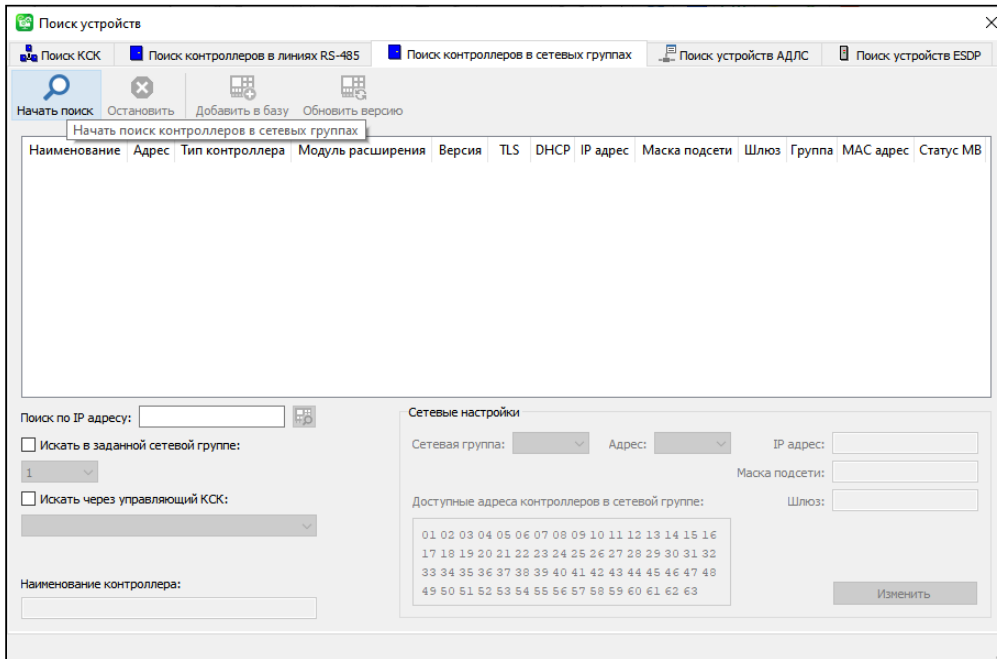 Поиск устройств
Поиск КСК Поиск контроллеров в линиях RS-485 Поиск контроллеров в сетевых группах Поиск устройств АДЛС Поиск устройств ESDP
Начать поиск Остановить Добавить в базу Обновить версию
Начать поиск контроллеров в сетевых группах
Наименование Адрес Тип контроллера Модуль расширения Версия TLS DHCP IP адрес Маска подсети Шлюз Группа MAC адрес Статус МВ
Поиск по IP адресу:
Искать в заданной сетевой группе:
1
Искать через управляющий КСК:
Наименование контроллера:
Сетевые настройки
Сетевая группа: Адрес: IP адрес:
Маска подсети:
Доступные адреса контроллеров в сетевой группе: Шлюз:
01 02 03 04 05 06 07 08 09 10 11 12 13 14 15 16
17 18 19 20 21 22 23 24 25 26 27 28 29 30 31 32
33 34 35 36 37 38 39 40 41 42 43 44 45 46 47 48
49 50 51 52 53 54 55 56 57 58 59 60 61 62 63
Изменить